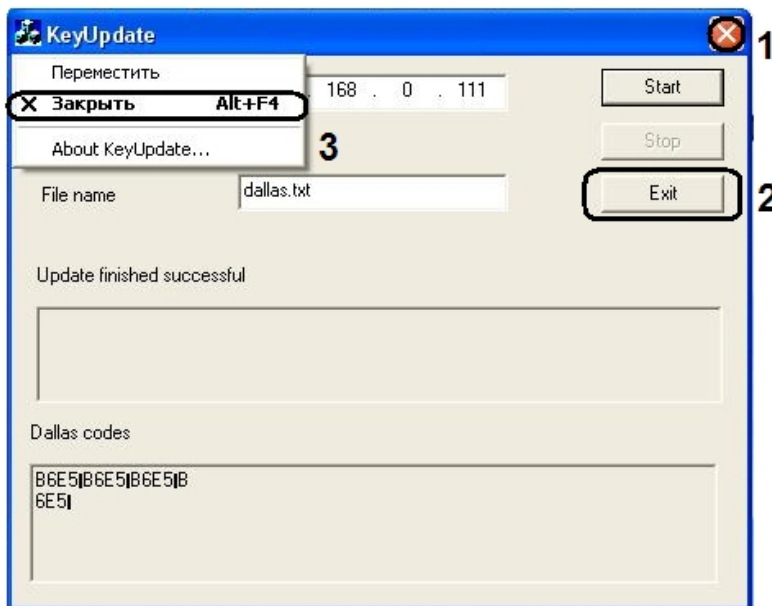 KeyUpdate
1
Переместить
Закрыть Alt+F4
. 168 . 0 . 111
Start
About KeyUpdate...
3
Stop
File name
dallas.txt
Exit
2
Update finished successful
Dallas codes
B6E5|B6E5|B6E5|B
6E5|